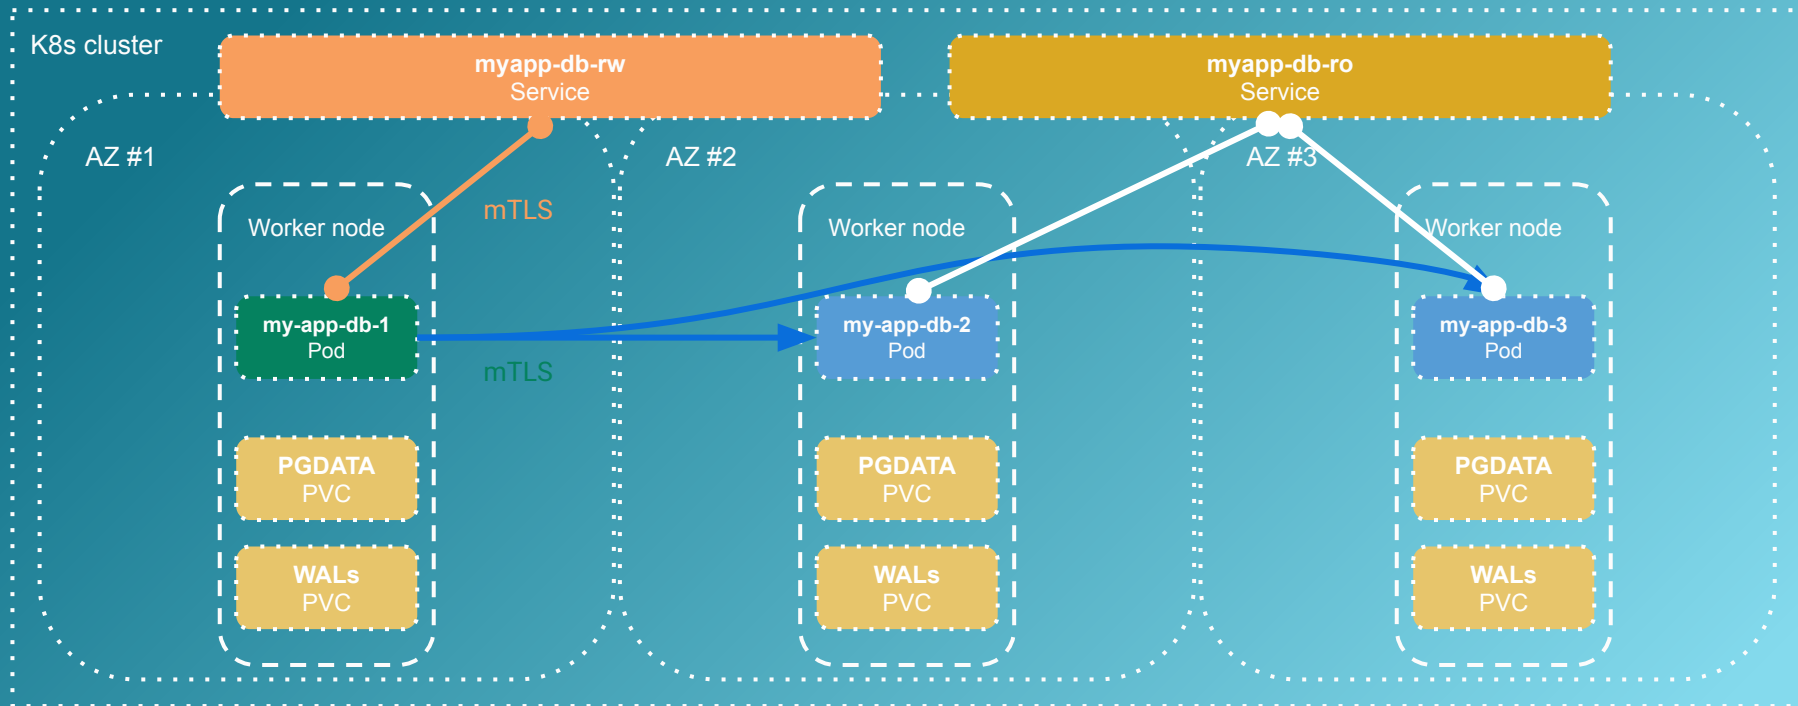 K8s cluster
myapp-db-rw
Service
myapp-db-ro
Service
AZ #1
AZ #2
AZ #3
mTLS
Worker node
Worker node
Worker node
my-app-db-1
Pod
my-app-db-2
Pod
my-app-db-3
Pod
mTLS
PGDATA
PVC
PGDATA
PVC
PGDATA
PVC
WALs
PVC
WALs
PVC
WALs
PVC